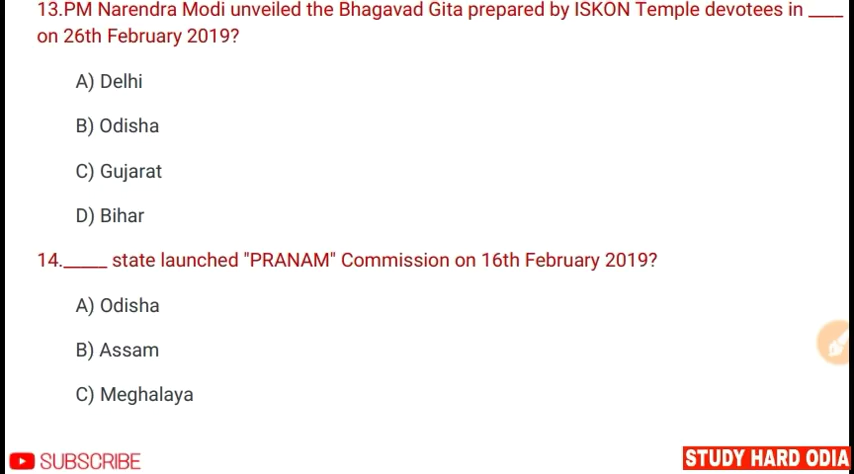 13.PM Narendra Modi unveiled the Bhagavad Gita prepared by ISKON Temple devotees in ____
on 26th February 2019?
A) Delhi
B) Odisha
C) Gujarat
D) Bihar
14._____ state launched "PRANAM" Commission on 16th February 2019?
A) Odisha
B) Assam
C) Meghalaya
SUBSCRIBE
STUDY HARD ODIA